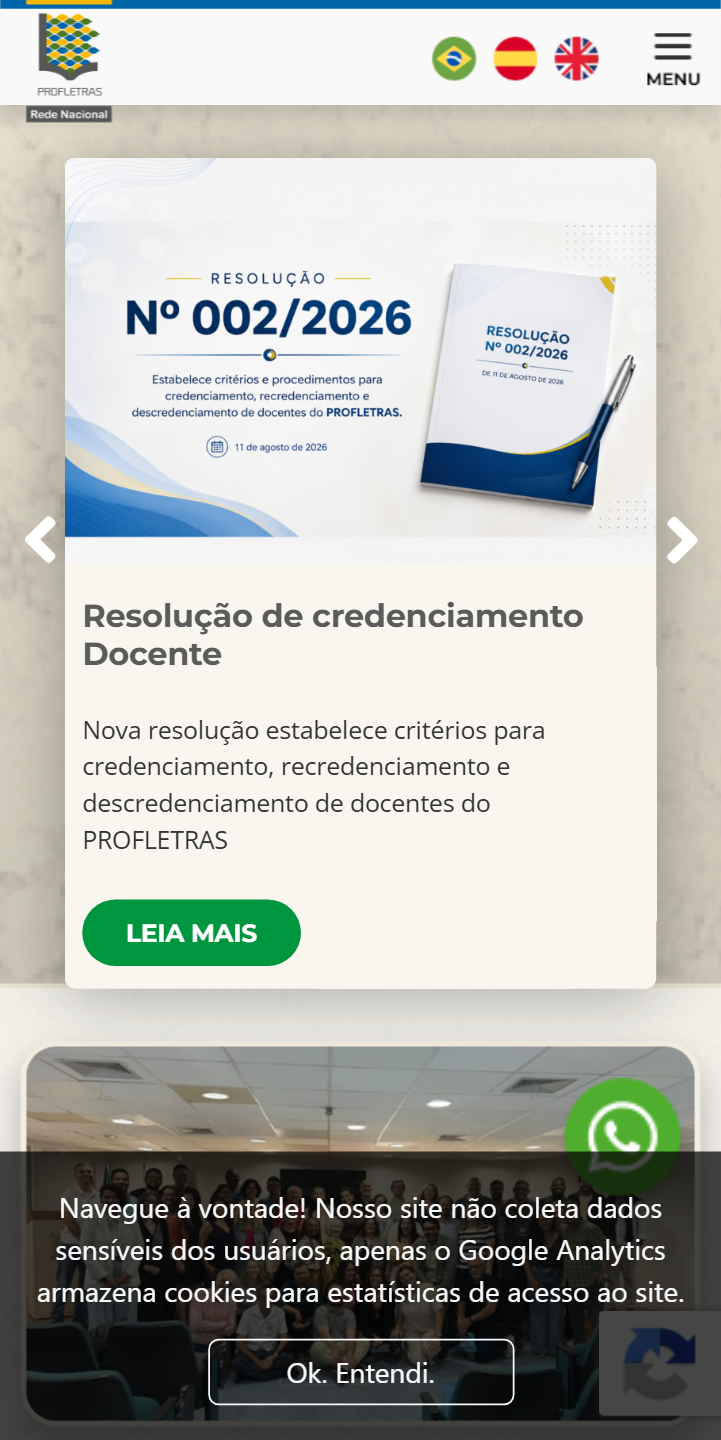 PROFLETRAS
Rede Nacional
MENU
RESOLUÇÃO
Nº 002/2026
Estabelece critérios e procedimentos para
credenciamento, recredenciamento e
descredenciamento de docentes do PROFLETRAS.
11 de agosto de 2026
RESOLUÇÃO
Nº 002/2026
DE 11 DE AGOSTO DE 2026
Resolução de credenciamento
Docente
Nova resolução estabelece critérios para
credenciamento, recredenciamento e
descredenciamento de docentes do
PROFLETRAS
LEIA MAIS
Navegue à vontade! Nosso site não coleta dados
sensíveis dos usuários, apenas o Google Analytics
armazena cookies para estatísticas de acesso ao site.
Ok. Entendi.